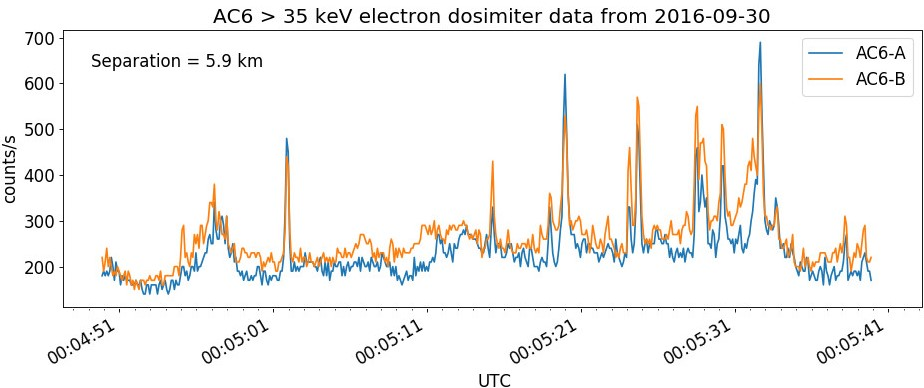 AC6 > 35 keV electron dosimiter data from 2016-09-30
Separation = 5.9 km
AC6-A
AC6-B
counts/s
700
600
500
400
300
200
00:04:51
00:05:01
00:05:11
00:05:21
00:05:31
00:05:41
UTC